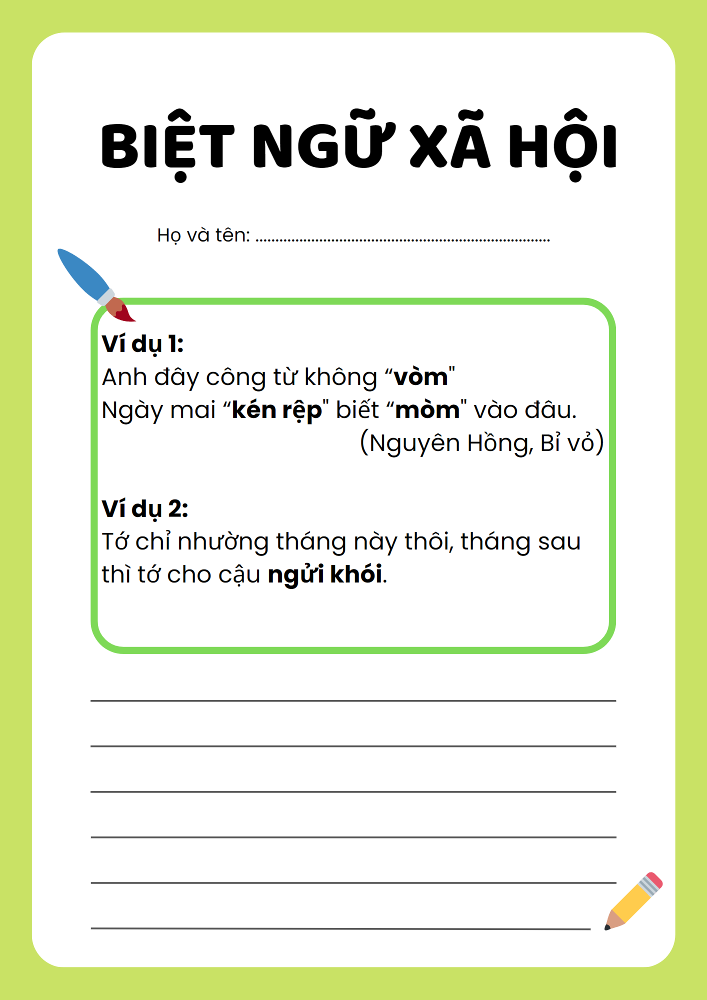 BIỆT NGỮ XÃ HỘI
Họ và tên: ..........................................................................
Ví dụ 1:
Anh đây công từ không “vòm"
Ngày mai “kén rệp" biết “mòm" vào đâu.
(Nguyên Hồng, Bỉ vỏ)
Ví dụ 2:
Tớ chỉ nhường tháng này thôi, tháng sau
thì tớ cho cậu ngửi khói.